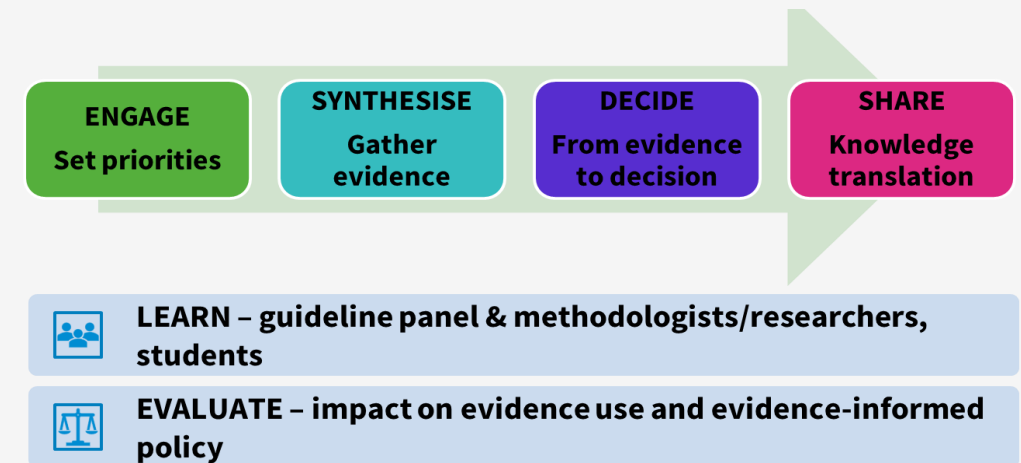 ENGAGE
Set priorities
SYNTHESISE
Gather
evidence
DECIDE
From evidence
to decision
SHARE
Knowledge
translation
LEARN – guideline panel & methodologists/researchers,
students
EVALUATE – impact on evidence use and evidence-informed
policy